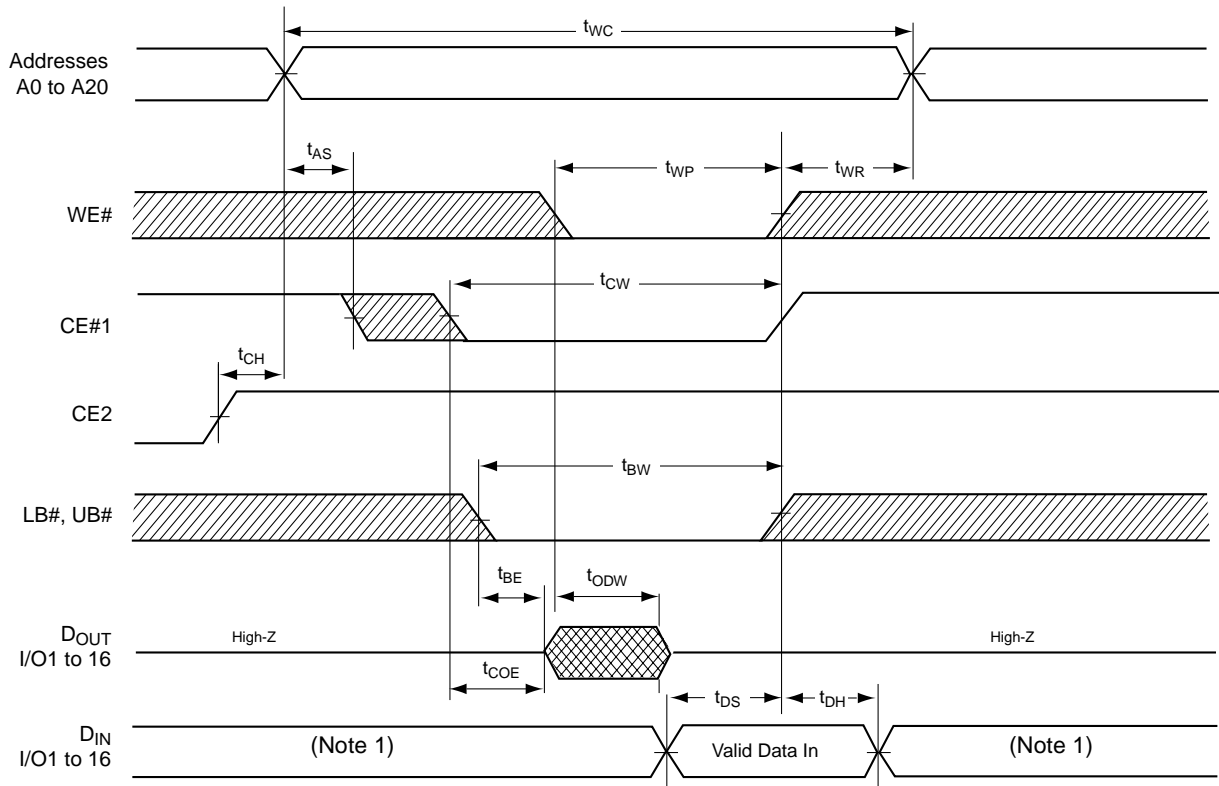 tWC
Addresses
A0 to A20
tAS
tWP
tWR
WE#
tCW
CE#1
tCH
CE2
tBW
LB#, UB#
tBE
tODW
DOUT
I/O1 to 16
High-Z
High-Z
tCOE
tDS
tDH
DIN
I/O1 to 16
(Note 1)
Valid Data In
(Note 1)